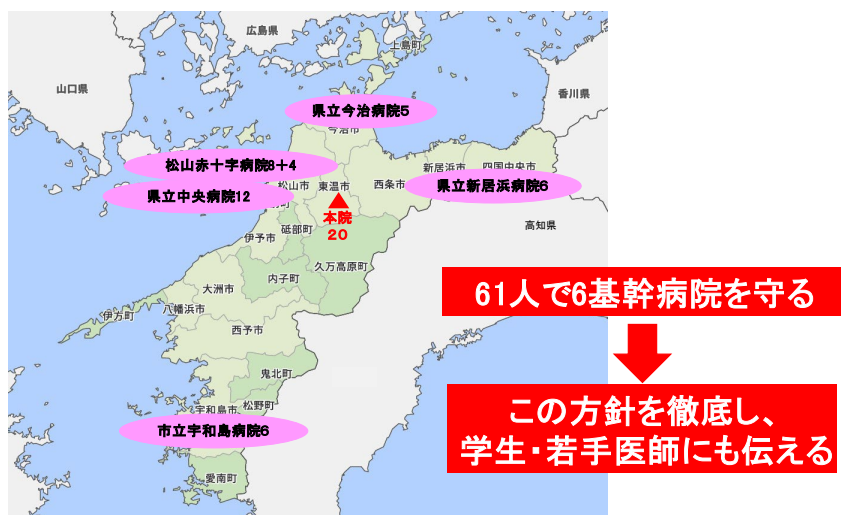 広島県
上島町
山口県
香川県
県立今治病院5
今治市
松山赤十字病院8+4
新居浜市
四国中央市
松山市
東温市
西条市
県立新居浜病院6
県立中央病院12
本院
20
砥部町
伊予市
高知県
久万高原町
内子町
大洲市
61人で6基幹病院を守る
伊方町
八幡浜市
西予市
鬼北町
この方針を徹底し、
学生・若手医師にも伝える
宇和島市
松野町
市立宇和島病院6
愛南町